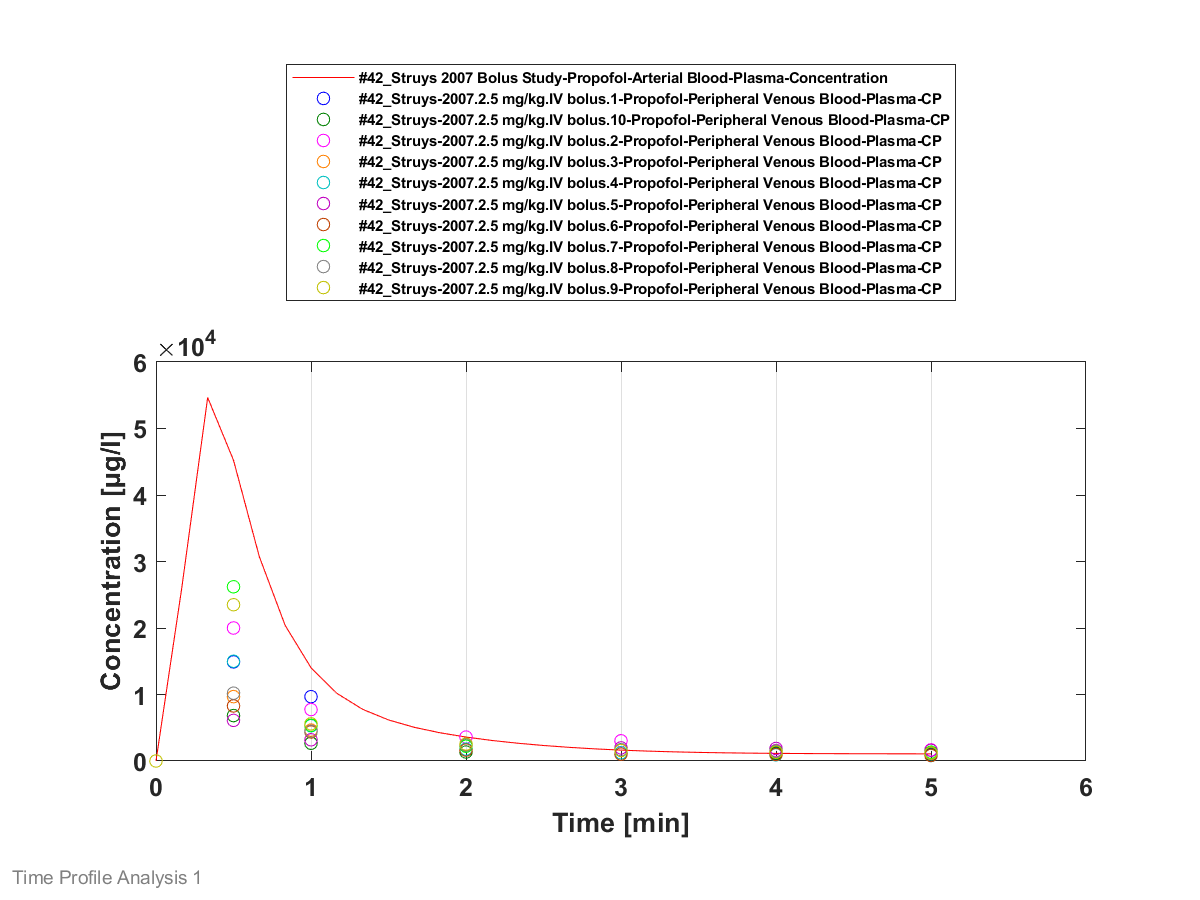 #42_Struys 2007 Bolus Study-Propofol-Arterial Blood-Plasma-Concentration
#42_Struys-2007.2.5 mg/kg.IV bolus.1-Propofol-Peripheral Venous Blood-Plasma-CP
#42_Struys-2007.2.5 mg/kg.IV bolus.10-Propofol-Peripheral Venous Blood-Plasma-CP
#42_Struys-2007.2.5 mg/kg.IV bolus.2-Propofol-Peripheral Venous Blood-Plasma-CP
#42_Struys-2007.2.5 mg/kg.IV bolus.3-Propofol-Peripheral Venous Blood-Plasma-CP
#42_Struys-2007.2.5 mg/kg.IV bolus.4-Propofol-Peripheral Venous Blood-Plasma-CP
#42_Struys-2007.2.5 mg/kg.IV bolus.5-Propofol-Peripheral Venous Blood-Plasma-CP
#42_Struys-2007.2.5 mg/kg.IV bolus.6-Propofol-Peripheral Venous Blood-Plasma-CP
#42_Struys-2007.2.5 mg/kg.IV bolus.7-Propofol-Peripheral Venous Blood-Plasma-CP
#42_Struys-2007.2.5 mg/kg.IV bolus.8-Propofol-Peripheral Venous Blood-Plasma-CP
#42_Struys-2007.2.5 mg/kg.IV bolus.9-Propofol-Peripheral Venous Blood-Plasma-CP
×10⁴
6
5
4
3
2
1
0
Concentration [µg/l]
0 1 2 3 4 5 6
Time [min]
Time Profile Analysis 1